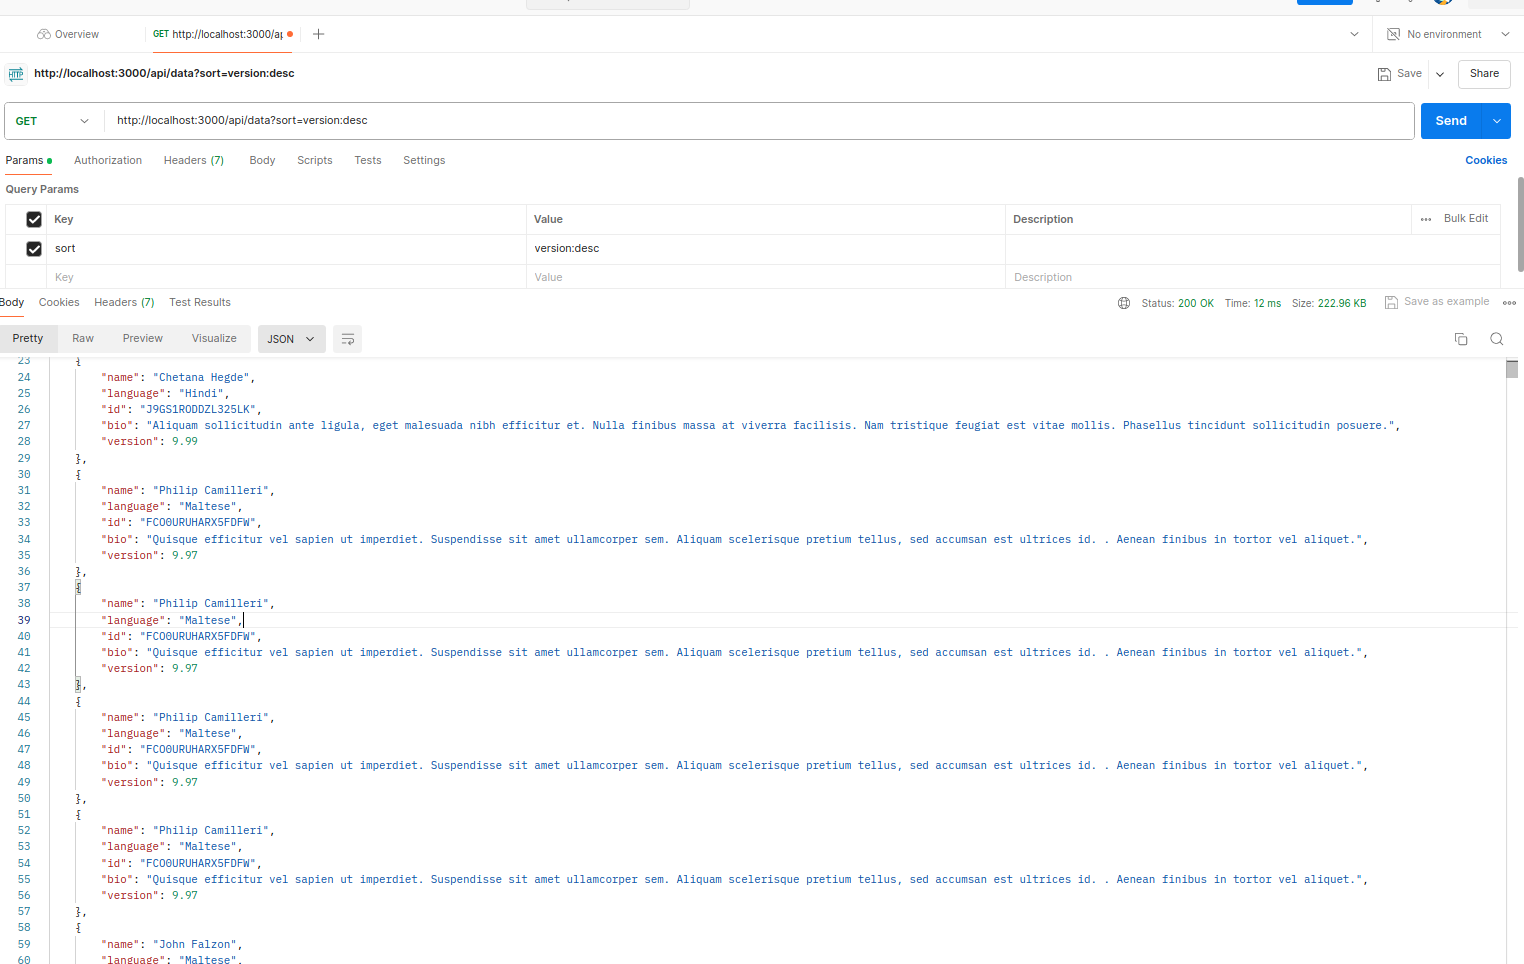 Overview
GET http://localhost:3000/ap
No environment
HTTP http://localhost:3000/api/data?sort=version:desc
Save
Share
GET http://localhost:3000/api/data?sort=version:desc
Send
Params Authorization Headers (7) Body Scripts Tests Settings
Cookies
Query Params
Key Value Description Bulk Edit
sort version:desc
Key Value Description
Body Cookies Headers (7) Test Results
Status: 200 OK Time: 12 ms Size: 222.96 KB Save as example
Pretty Raw Preview Visualize JSON
23 {
24 "name": "Chetana Hegde",
25 "language": "Hindi",
26 "id": "J9GS1RODDZL325LK",
27 "bio": "Aliquam sollicitudin ante ligula, eget malesuada nibh efficitur et. Nulla finibus massa at viverra facilisis. Nam tristique feugiat est vitae mollis. Phasellus tincidunt sollicitudin posuere.",
28 "version": 9.99
29 },
30 {
31 "name": "Philip Camilleri",
32 "language": "Maltese",
33 "id": "FCO0URUHARX5FDFW",
34 "bio": "Quisque efficitur vel sapien ut imperdiet. Suspendisse sit amet ullamcorper sem. Aliquam scelerisque pretium tellus, sed accumsan est ultrices id. . Aenean finibus in tortor vel aliquet.",
35 "version": 9.97
36 },
37 {
38 "name": "Philip Camilleri",
39 "language": "Maltese",
40 "id": "FCO0URUHARX5FDFW",
41 "bio": "Quisque efficitur vel sapien ut imperdiet. Suspendisse sit amet ullamcorper sem. Aliquam scelerisque pretium tellus, sed accumsan est ultrices id. . Aenean finibus in tortor vel aliquet.",
42 "version": 9.97
43 },
44 {
45 "name": "Philip Camilleri",
46 "language": "Maltese",
47 "id": "FCO0URUHARX5FDFW",
48 "bio": "Quisque efficitur vel sapien ut imperdiet. Suspendisse sit amet ullamcorper sem. Aliquam scelerisque pretium tellus, sed accumsan est ultrices id. . Aenean finibus in tortor vel aliquet.",
49 "version": 9.97
50 },
51 {
52 "name": "Philip Camilleri",
53 "language": "Maltese",
54 "id": "FCO0URUHARX5FDFW",
55 "bio": "Quisque efficitur vel sapien ut imperdiet. Suspendisse sit amet ullamcorper sem. Aliquam scelerisque pretium tellus, sed accumsan est ultrices id. . Aenean finibus in tortor vel aliquet.",
56 "version": 9.97
57 },
58 {
59 "name": "John Falzon",
60 "language": "Maltese",